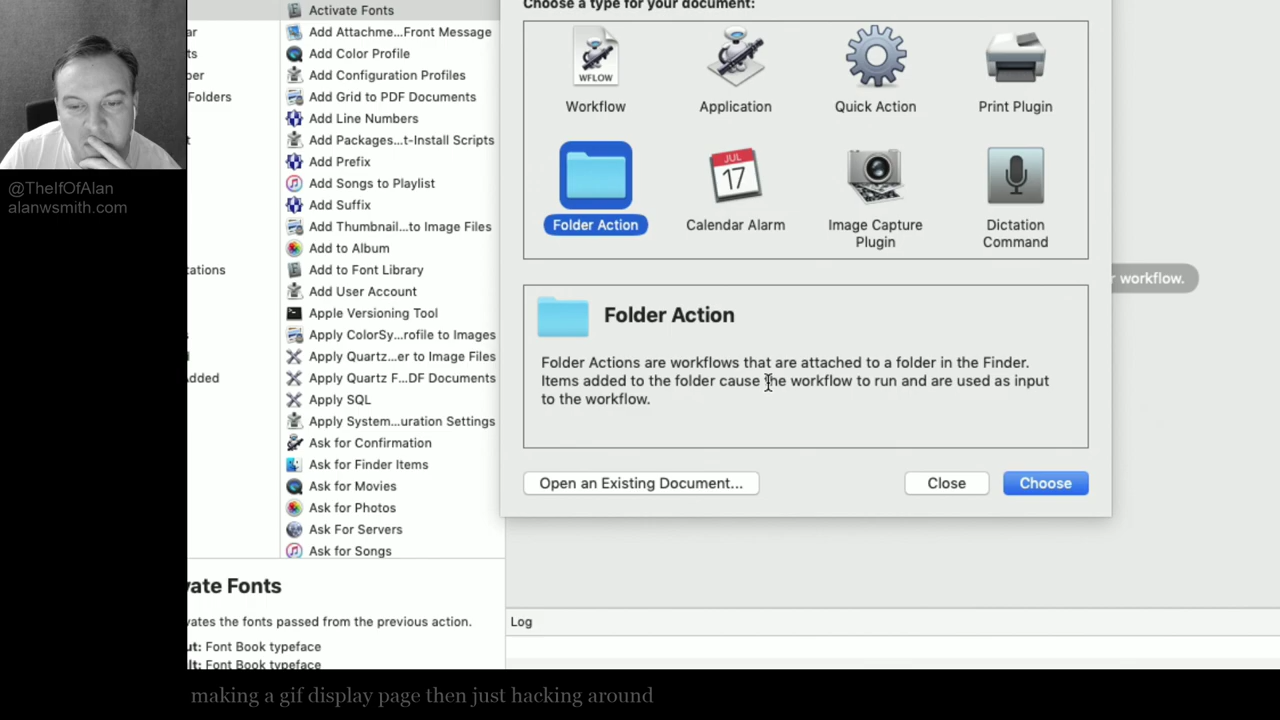 @TheIfOfAlan
alanwsmith.com
Folders
Activate Fonts
Add Attachme...Front Message
Add Color Profile
Add Configuration Profiles
Add Grid to PDF Documents
Add Line Numbers
Add Packages...t-Install Scripts
Add Prefix
Add Songs to Playlist
Add Suffix
Add Thumbnail...to Image Files
Add to Album
Add to Font Library
Add User Account
Apply Versioning Tool
Apply ColorSy...rofile to Images
Apply Quartz...er to Image Files
Apply Quartz F...DF Documents
Apply SQL
Apply System...uration Settings
Ask for Confirmation
Ask for Finder Items
Ask for Movies
Ask for Photos
Ask For Servers
Ask for Songs
vate Fonts
vates the fonts passed from the previous action.
ut: Font Book typeface
lt: Font Book typeface
Choose a type for your document:
WFLOW
Workflow
Application
Quick Action
Print Plugin
JUL
17
Folder Action
Calendar Alarm
Image Capture
Plugin
Dictation
Command
Folder Action
Folder Actions are workflows that are attached to a folder in the Finder.
Items added to the folder cause the workflow to run and are used as input
to the workflow.
Open an Existing Document...
Close
Choose
r workflow.
Log
making a gif display page then just hacking around